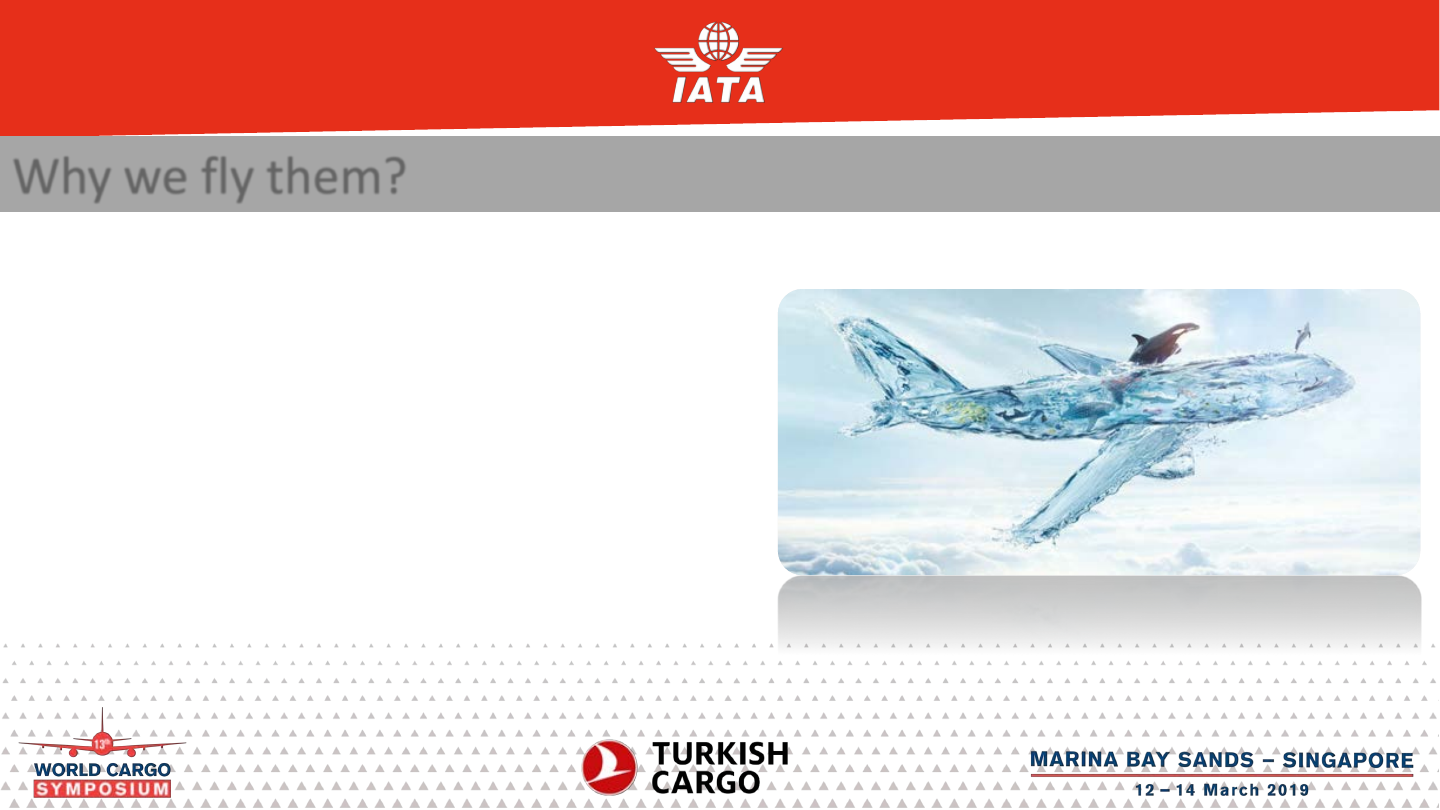 IATA
Why we fly them?
13th
WORLD CARGO
SYMPOSIUM
TURKISH
CARGO
MARINA BAY SANDS – SINGAPORE
12 – 14 March 2019